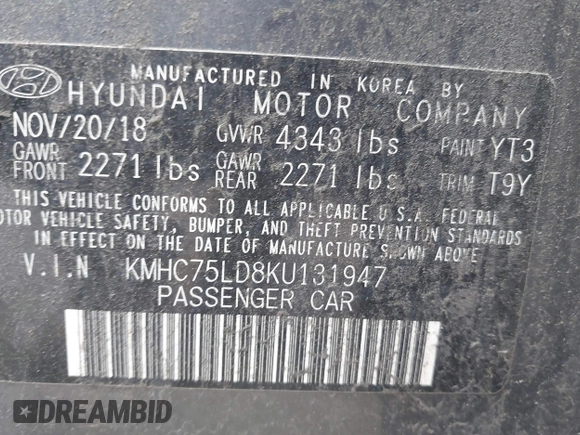 MANUFACTURED IN KOREA BY
HYUNDAI MOTOR COMPANY
NOV/20/18 GVWR 4343 lbs PAINT YT3
GAWR FRONT 2271 lbs GAWR REAR 2271 lbs TRIM T9Y
THIS VEHICLE CONFORMS TO ALL APPLICABLE U.S.A. FEDERAL
MOTOR VEHICLE SAFETY, BUMPER, AND THEFT PREVENTION STANDARDS
IN EFFECT ON THE DATE OF MANUFACTURE SHOWN ABOVE
V.I.N KMHC75LD8KU131947
PASSENGER CAR
DREAMBID